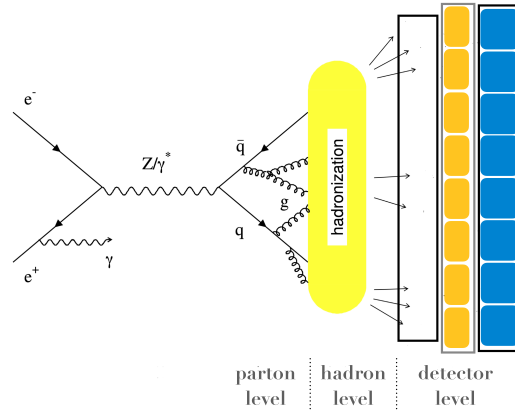 e-
Z/γ*
q̄
g
q
γ
e+
hadronization
parton level
hadron level
detector level